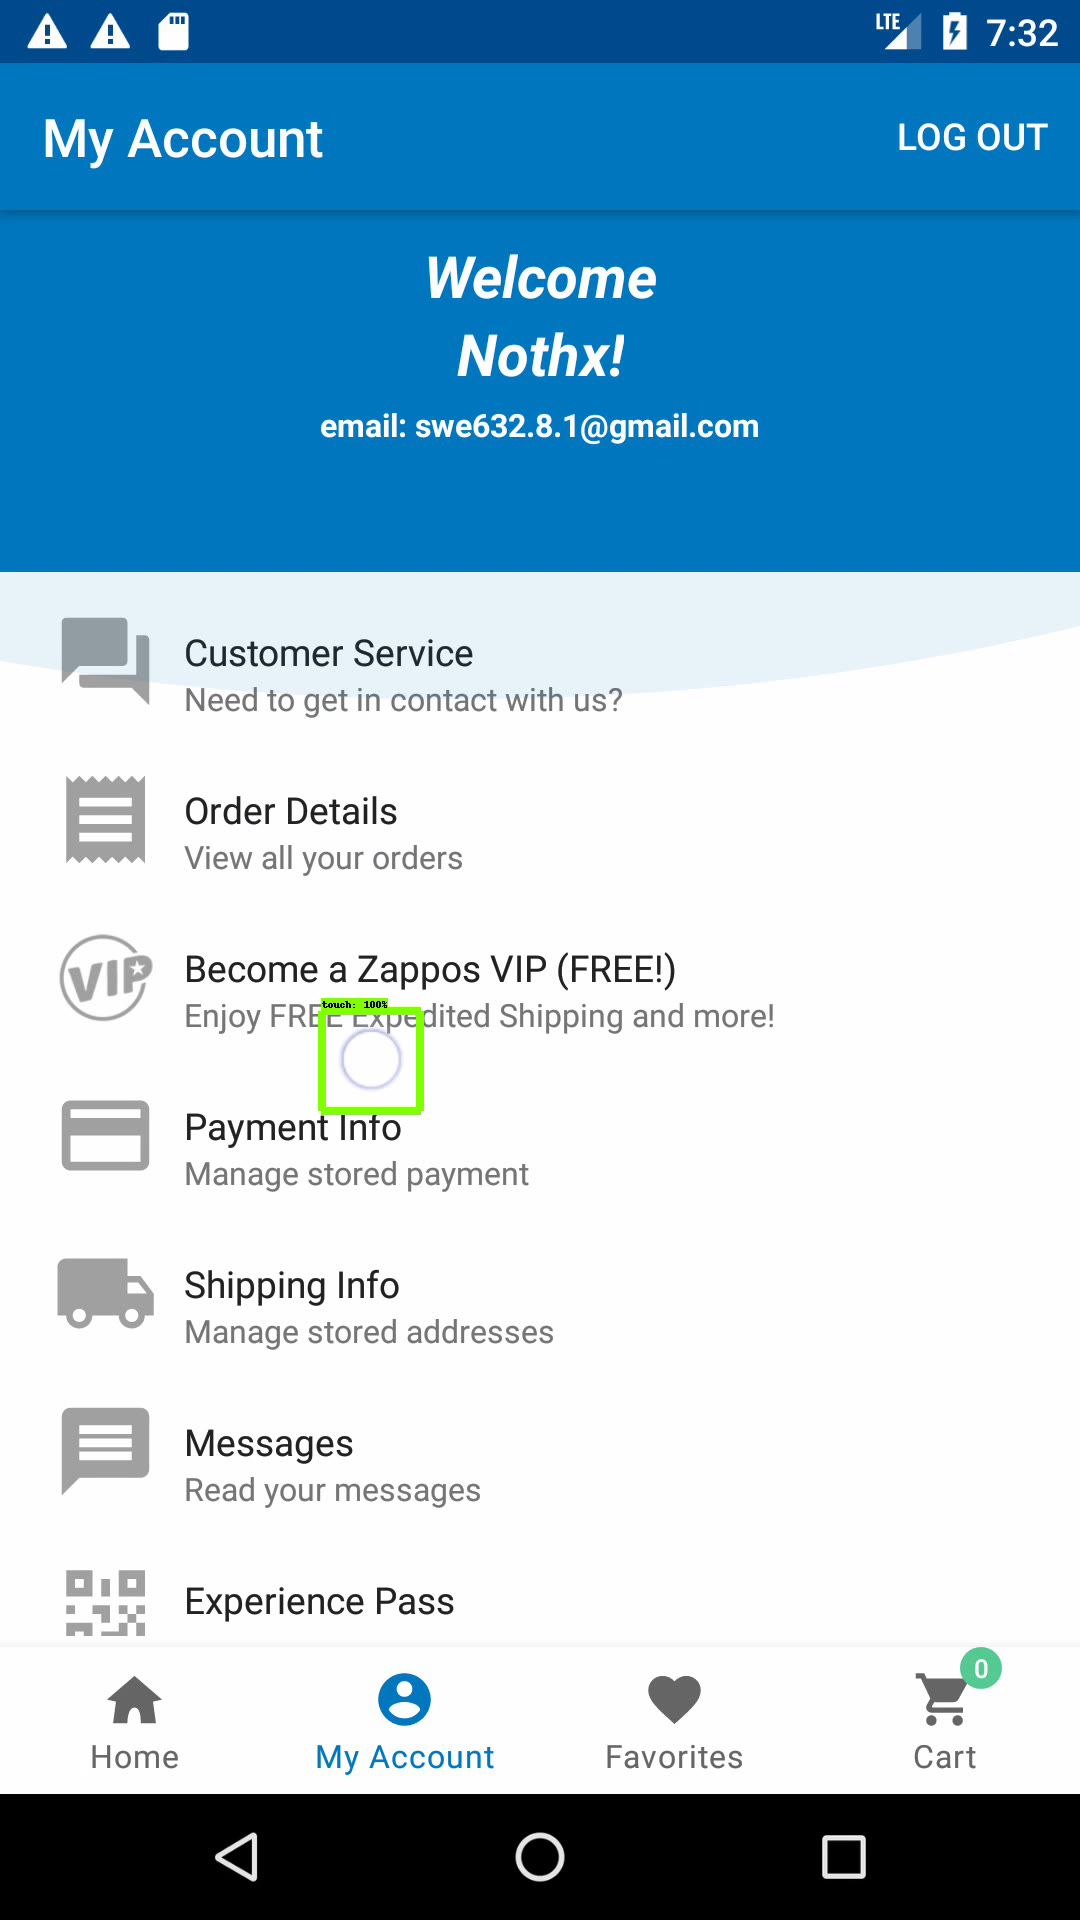 LTE 7:32
My Account LOG OUT
Welcome
Nothx!
email: swe632.8.1@gmail.com
Customer Service
Need to get in contact with us?
Order Details
View all your orders
VIP
Become a Zappos VIP (FREE!)
Enjoy FREE Expedited Shipping and more!
touch: 100%
Payment Info
Manage stored payment
Shipping Info
Manage stored addresses
Messages
Read your messages
Experience Pass
0
Home My Account Favorites Cart